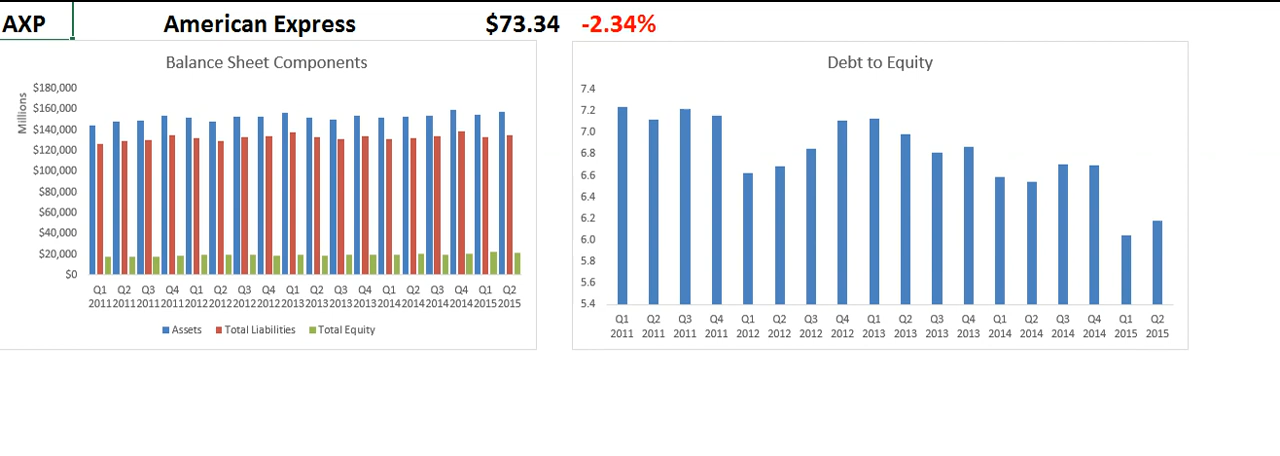 AXP American Express $73.34 -2.34%
Balance Sheet Components
Millions
$180,000
$160,000
$140,000
$120,000
$100,000
$80,000
$60,000
$40,000
$20,000
$0
Q1 Q2 Q3 Q4 Q1 Q2 Q3 Q4 Q1 Q2 Q3 Q4 Q1 Q2 Q3 Q4 Q1 Q2
2011 2011 2011 2011 2012 2012 2012 2012 2013 2013 2013 2013 2014 2014 2014 2014 2015 2015
Assets Total Liabilities Total Equity
Debt to Equity
7.4
7.2
7.0
6.8
6.6
6.4
6.2
6.0
5.8
5.6
5.4
Q1 Q2 Q3 Q4 Q1 Q2 Q3 Q4 Q1 Q2 Q3 Q4 Q1 Q2 Q3 Q4 Q1 Q2
2011 2011 2011 2011 2012 2012 2012 2012 2013 2013 2013 2013 2014 2014 2014 2014 2015 2015